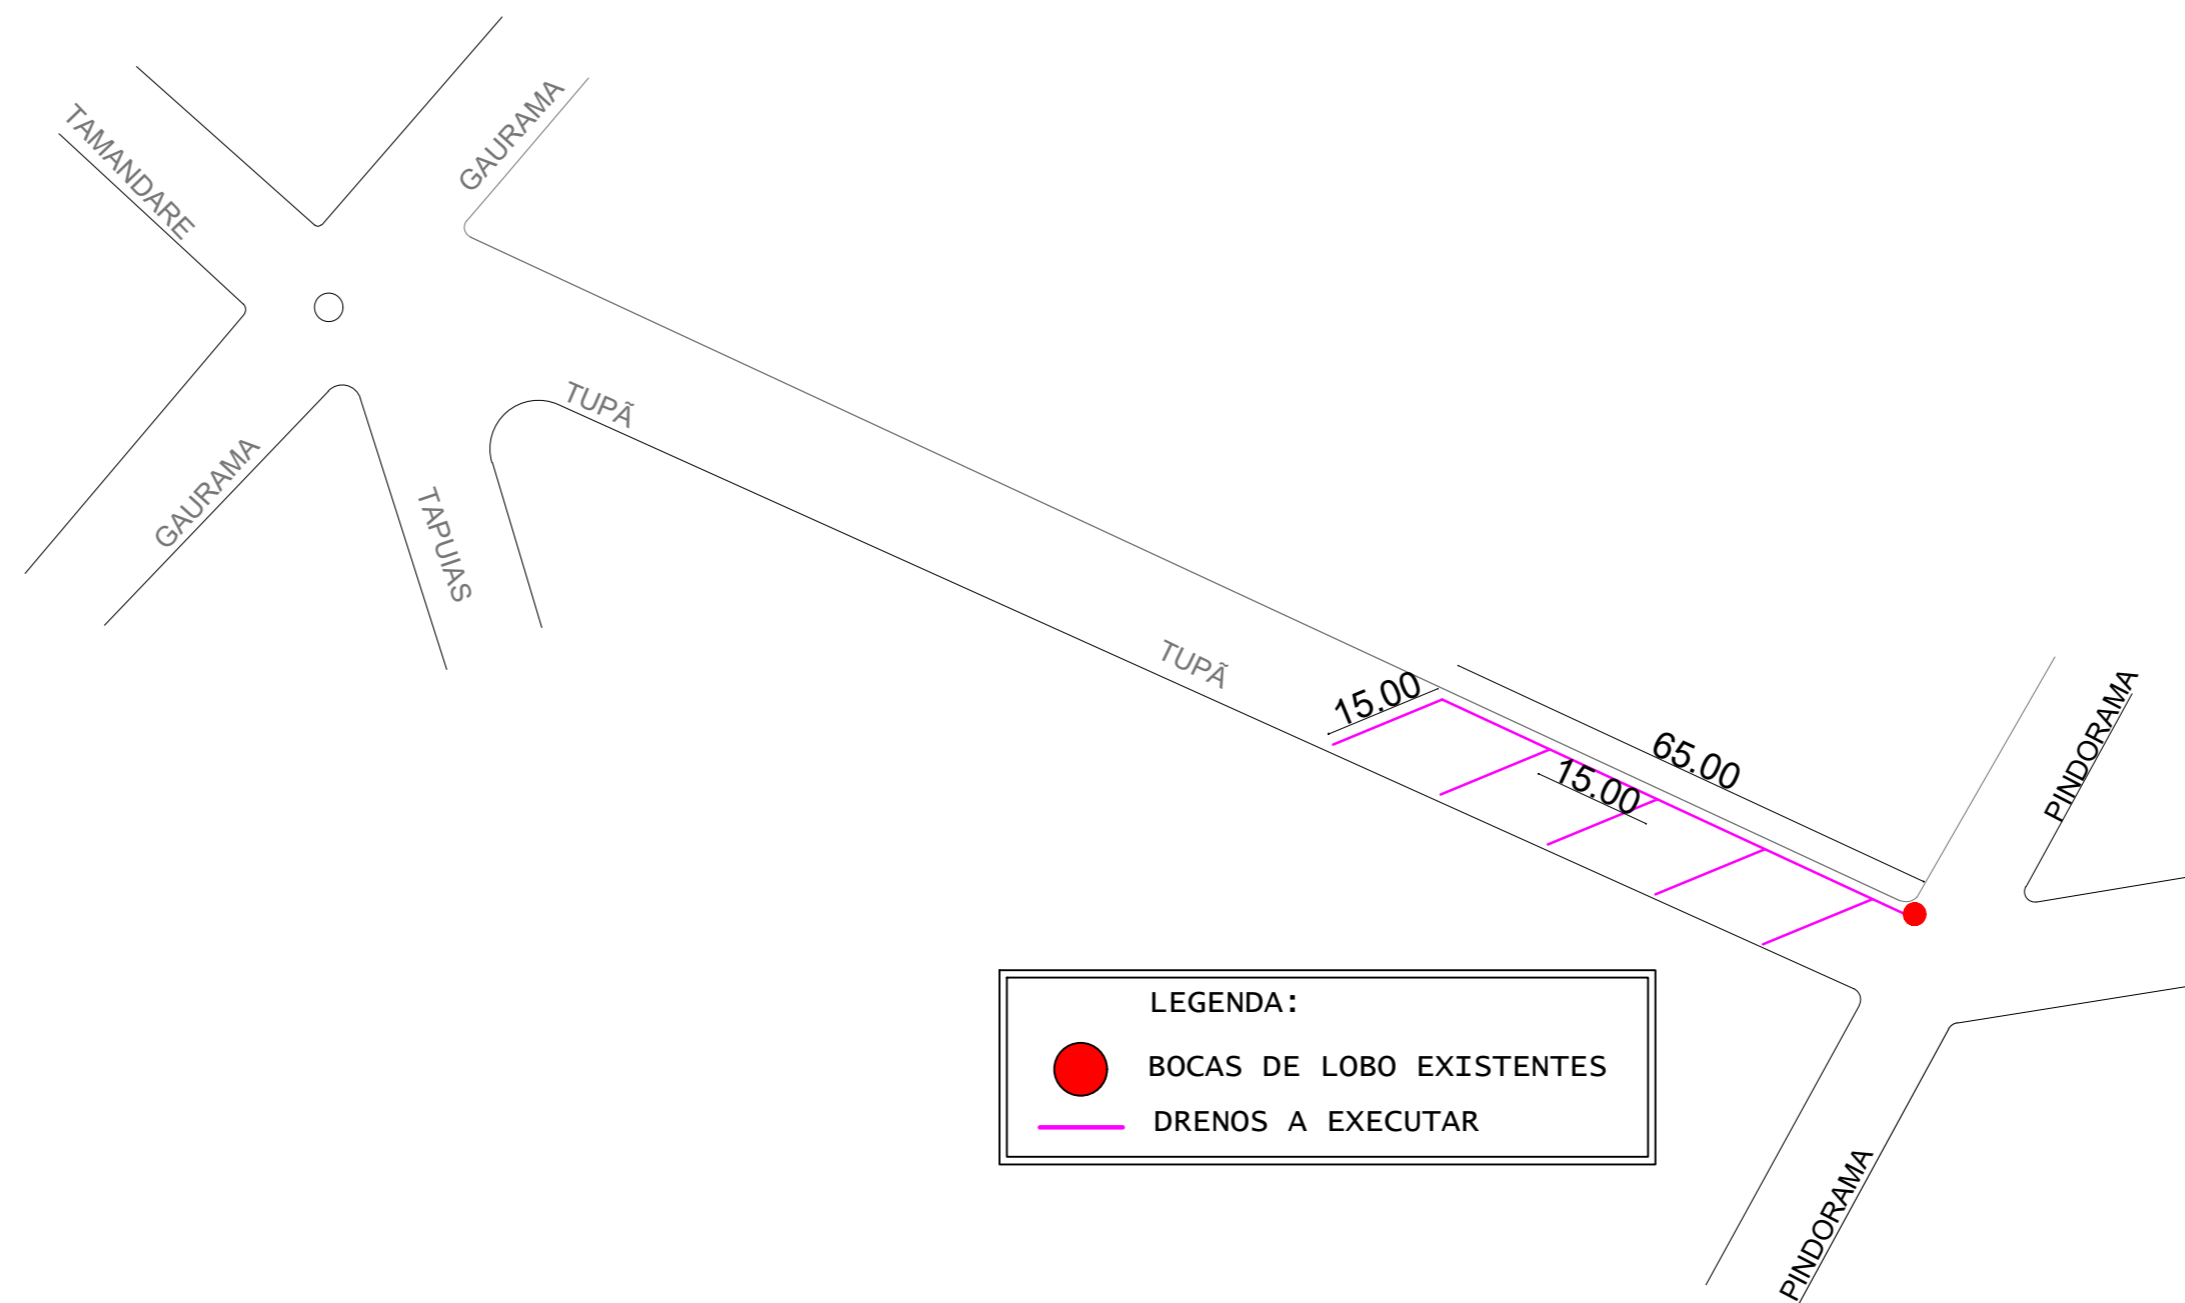 TAMANDARE
GAURAMA
TUPÃ
GAURAMA
TAPUIAS
TUPÃ
15.00
65.00
15.00
PINDORAMA
LEGENDA:
BOCAS DE LOBO EXISTENTES
DRENOS A EXECUTAR
PINDORAMA